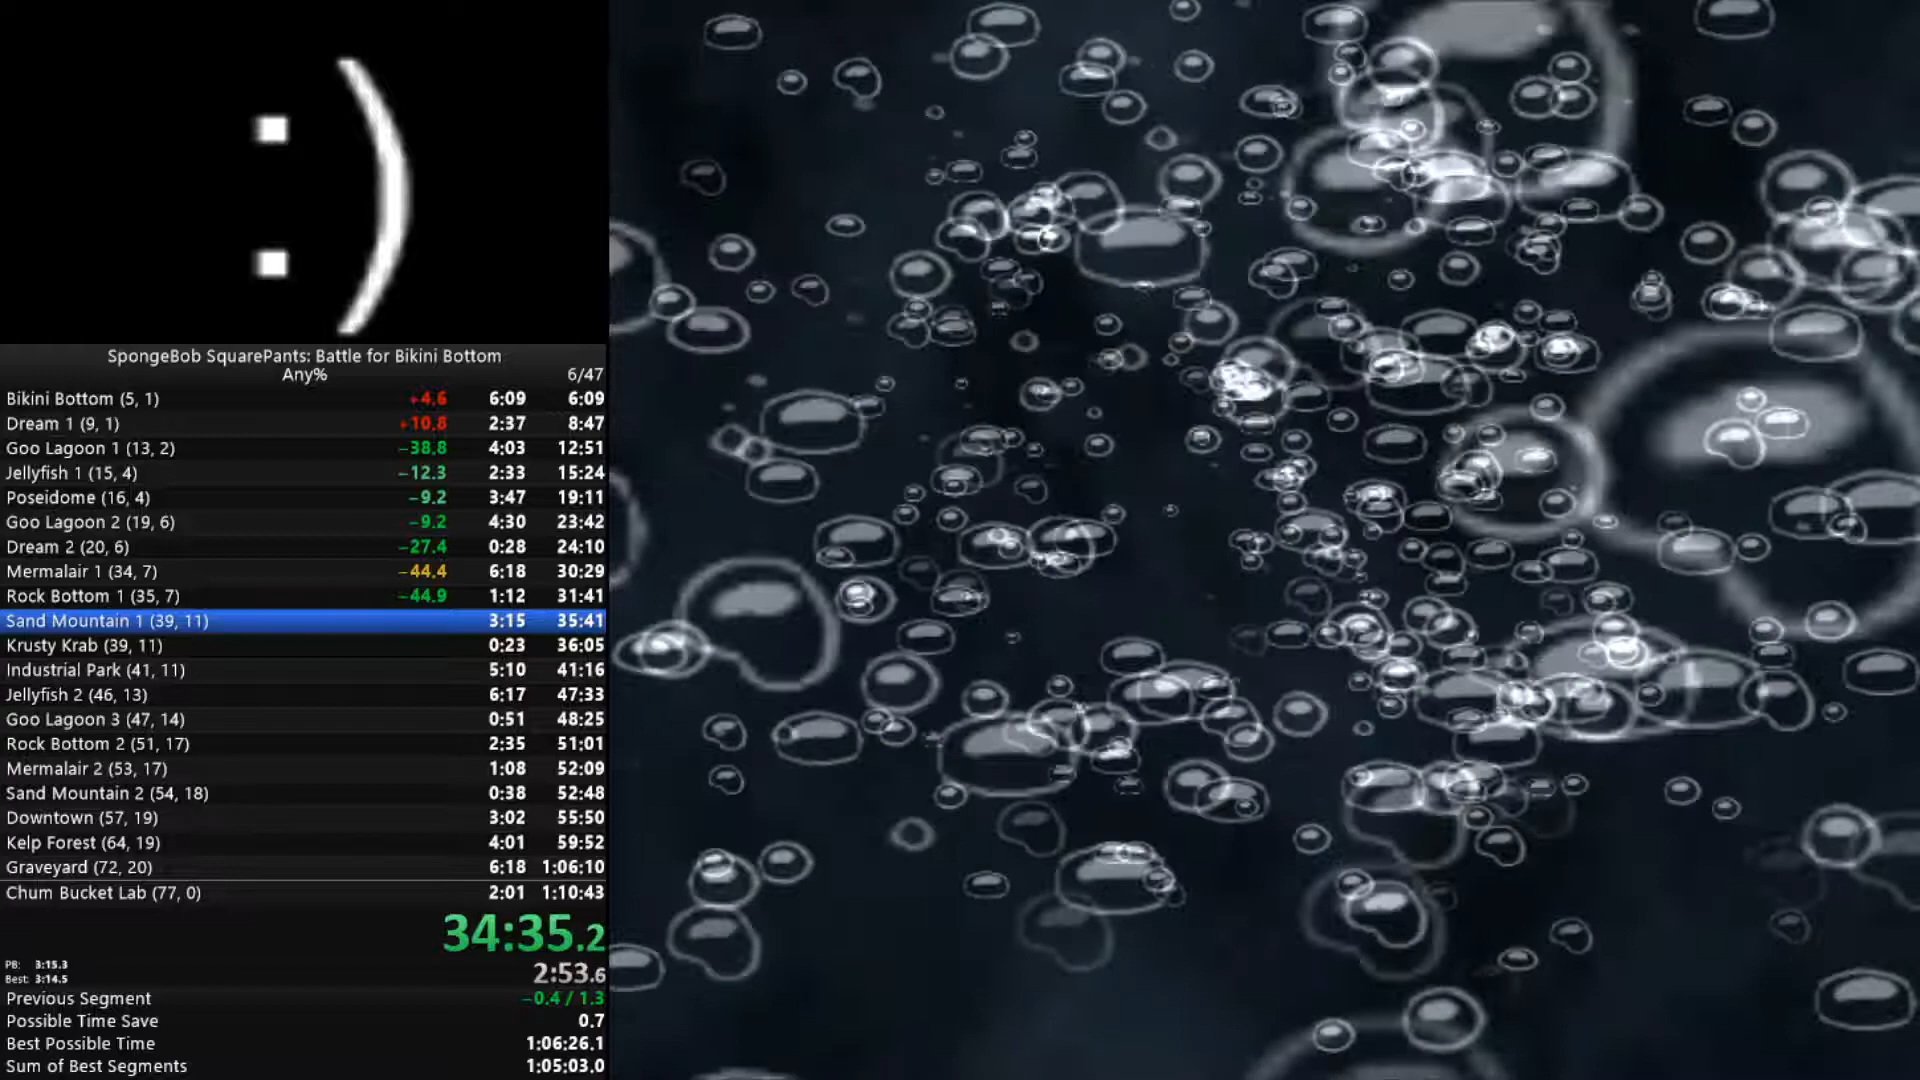 :)
SpongeBob SquarePants: Battle for Bikini Bottom
Any% 6/47
Bikini Bottom (5, 1) +4.6 6:09 6:09
Dream 1 (9, 1) +10.8 2:37 8:47
Goo Lagoon 1 (13, 2) −38.8 4:03 12:51
Jellyfish 1 (15, 4) −12.3 2:33 15:24
Poseidome (16, 4) −9.2 3:47 19:11
Goo Lagoon 2 (19, 6) −9.2 4:30 23:42
Dream 2 (20, 6) −27.4 0:28 24:10
Mermalair 1 (34, 7) −44.4 6:18 30:29
Rock Bottom 1 (35, 7) −44.9 1:12 31:41
Sand Mountain 1 (39, 11) 3:15 35:41
Krusty Krab (39, 11) 0:23 36:05
Industrial Park (41, 11) 5:10 41:16
Jellyfish 2 (46, 13) 6:17 47:33
Goo Lagoon 3 (47, 14) 0:51 48:25
Rock Bottom 2 (51, 17) 2:35 51:01
Mermalair 2 (53, 17) 1:08 52:09
Sand Mountain 2 (54, 18) 0:38 52:48
Downtown (57, 19) 3:02 55:50
Kelp Forest (64, 19) 4:01 59:52
Graveyard (72, 20) 6:18 1:06:10
Chum Bucket Lab (77, 0) 2:01 1:10:43
34:35.2
PB: 3:15.3
Best: 3:14.5 2:53.6
Previous Segment −0.4 / 1.3
Possible Time Save 0.7
Best Possible Time 1:06:26.1
Sum of Best Segments 1:05:03.0